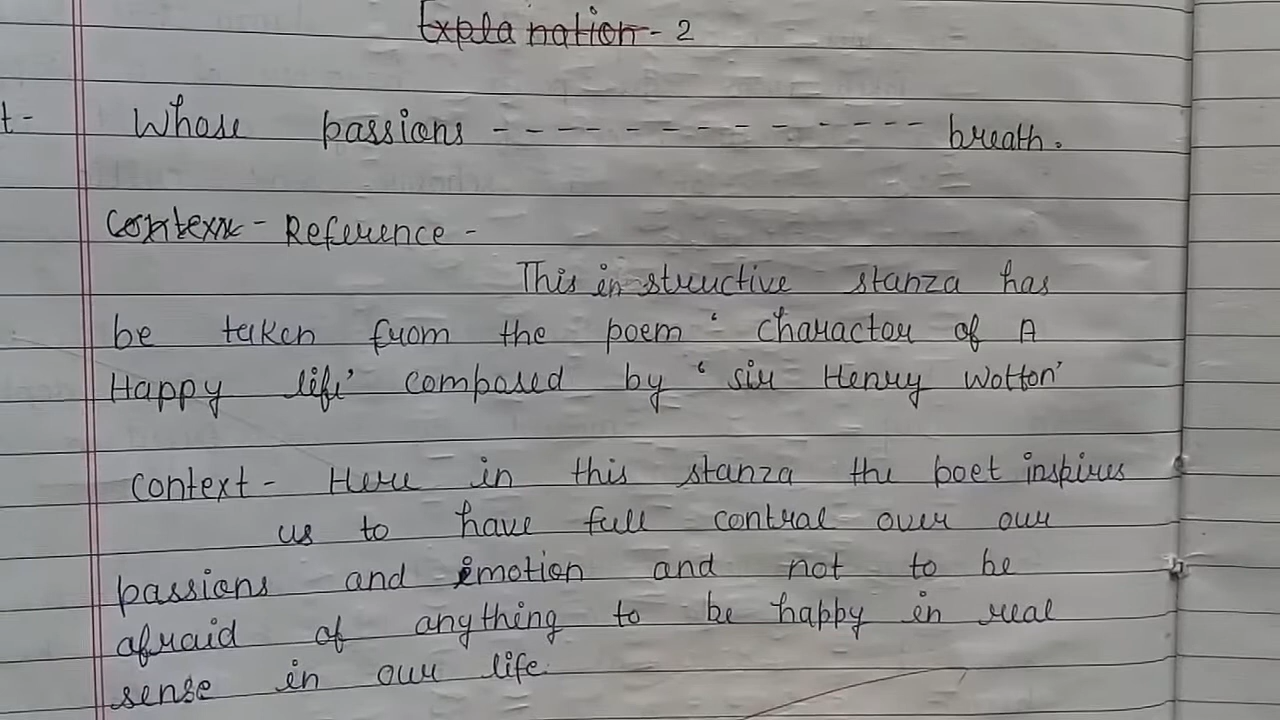 Explanation - 2
t - Whose passions - - - - - - - - - - - - - breath.
Context - Reference -
This instructive stanza has
be taken from the poem ' charactor of A
Happy life' composed by ' sir Henry Wotton'
Context - Here in this stanza the poet inspires
us to have full control over our
passions and emotion and not to be
afraid of anything to be happy in real
sense in our life.